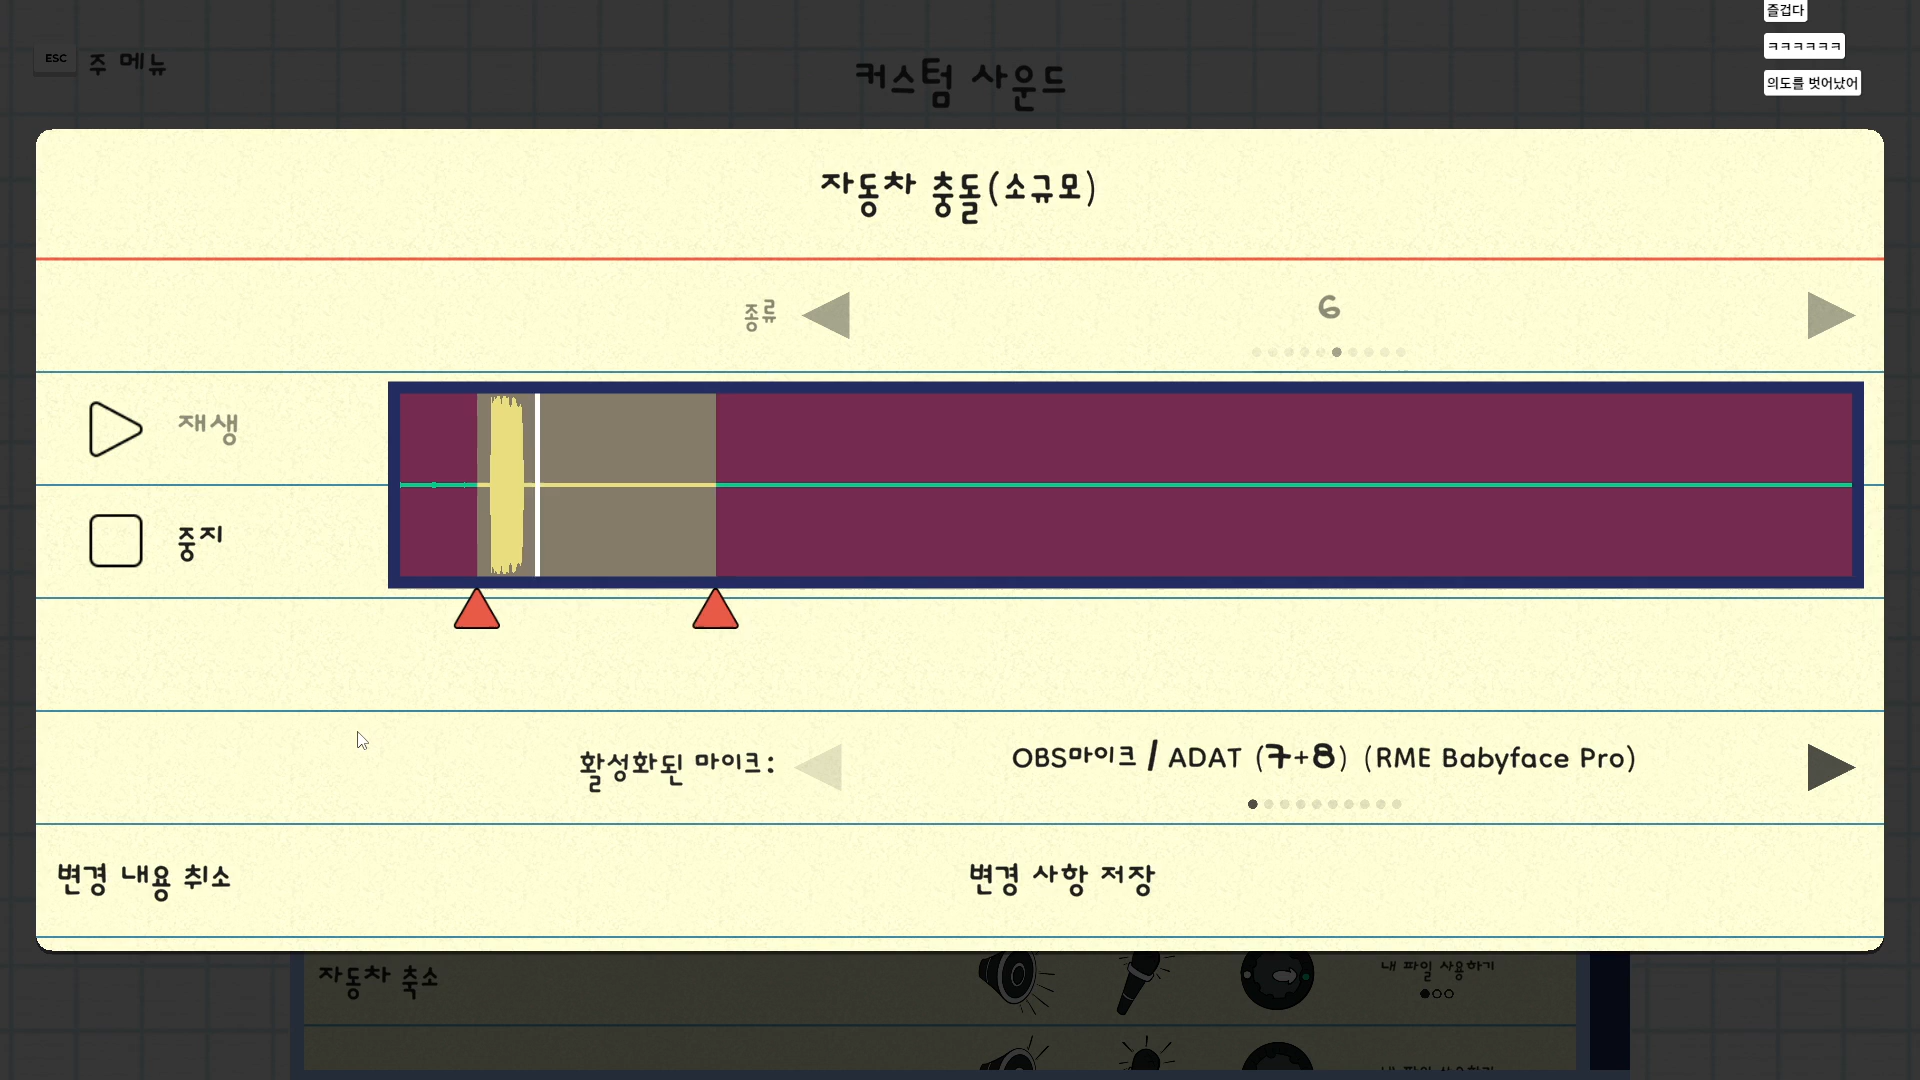 즐겁다
ESC 주 메뉴
커스텀 사운드
ㅋㅋㅋㅋㅋㅋ
의도를 벗어났어
자동차 충돌(소규모)
종류
6
재생
중지
활성화된 마이크:
OBS마이크 / ADAT (7+8) (RME Babyface Pro)
변경 내용 취소
변경 사항 저장
자동차 축소
내 파일 사용하기